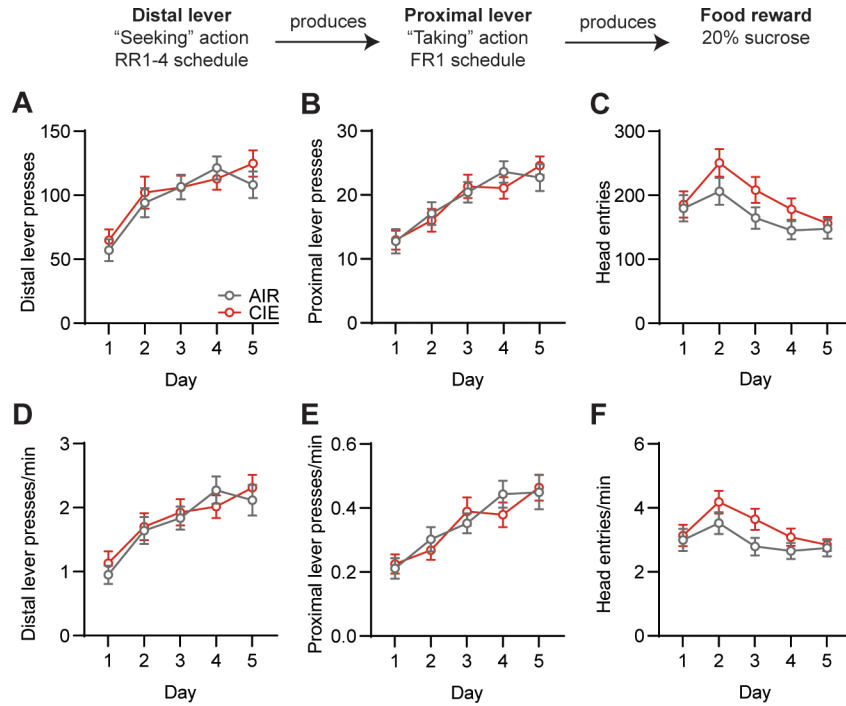 Distal lever
“Seeking” action
RR1-4 schedule
produces
Proximal lever
“Taking” action
FR1 schedule
produces
Food reward
20% sucrose
A
Distal lever presses
150
100
50
0
1 2 3 4 5
Day
AIR
CIE
B
Proximal lever presses
30
20
10
0
1 2 3 4 5
Day
C
Head entries
300
200
100
0
1 2 3 4 5
Day
D
Distal lever presses/min
3
2
1
0
1 2 3 4 5
Day
E
Proximal lever presses/min
0.6
0.4
0.2
0.0
1 2 3 4 5
Day
F
Head entries/min
6
4
2
0
1 2 3 4 5
Day